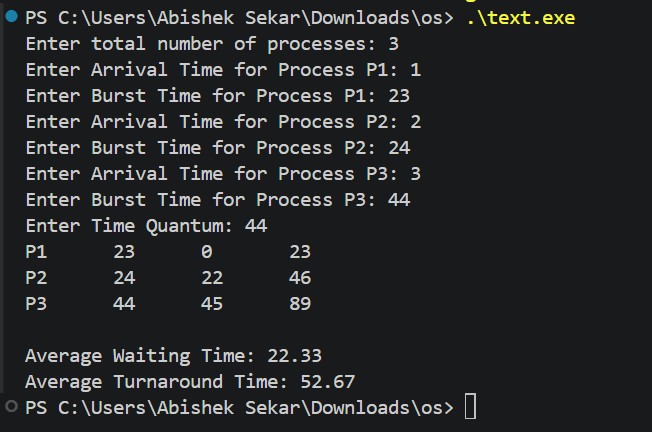 PS C:\Users\Abishek Sekar\Downloads\os> .\text.exe
Enter total number of processes: 3
Enter Arrival Time for Process P1: 1
Enter Burst Time for Process P1: 23
Enter Arrival Time for Process P2: 2
Enter Burst Time for Process P2: 24
Enter Arrival Time for Process P3: 3
Enter Burst Time for Process P3: 44
Enter Time Quantum: 44
P1      23      0       23
P2      24      22      46
P3      44      45      89
Average Waiting Time: 22.33
Average Turnaround Time: 52.67
PS C:\Users\Abishek Sekar\Downloads\os>